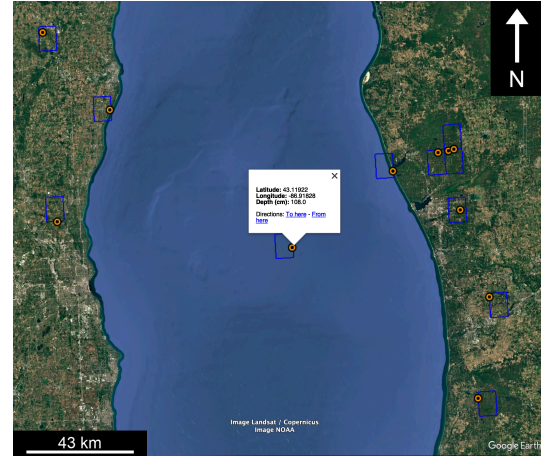 N
Latitude: 43.11922
Longitude: -86.91828
Depth (cm): 108.0
Directions: To here - From
here
Image Landsat / Copernicus
Image NOAA
43 km
Google Earth